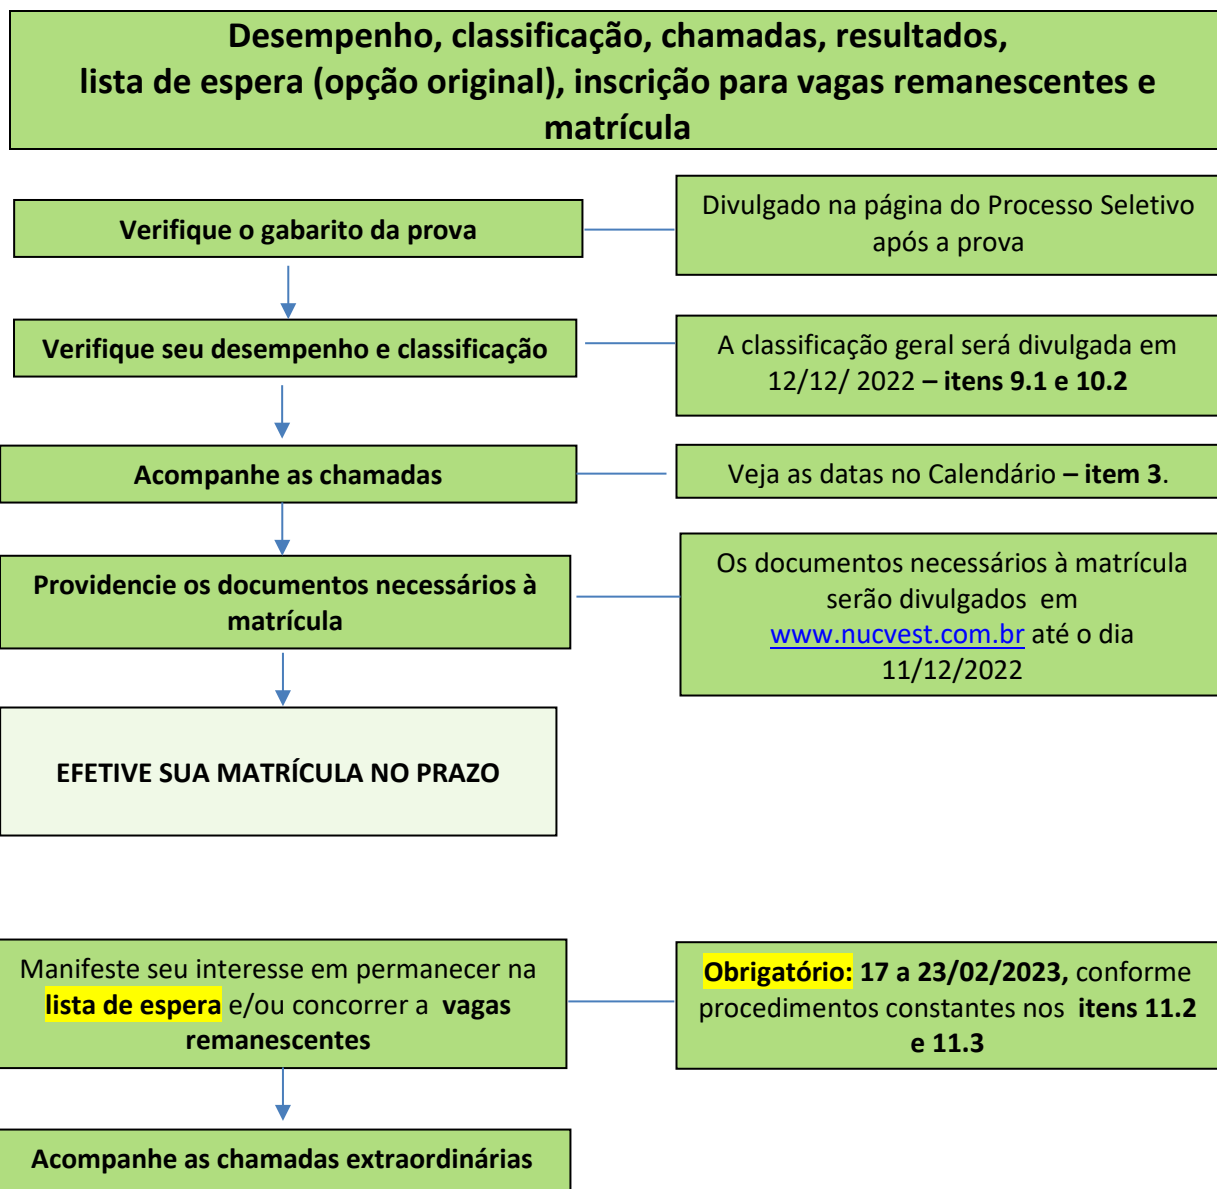 Desempenho, classificação, chamadas, resultados,
lista de espera (opção original), inscrição para vagas remanescentes e
matrícula
Verifique o gabarito da prova
Divulgado na página do Processo Seletivo
após a prova
Verifique seu desempenho e classificação
A classificação geral será divulgada em
12/12/ 2022 – itens 9.1 e 10.2
Acompanhe as chamadas
Veja as datas no Calendário – item 3.
Providencie os documentos necessários à
matrícula
Os documentos necessários à matrícula
serão divulgados em
www.nucvest.com.br até o dia
11/12/2022
EFETIVE SUA MATRÍCULA NO PRAZO
Manifeste seu interesse em permanecer na
lista de espera e/ou concorrer a vagas
remanescentes
Obrigatório: 17 a 23/02/2023, conforme
procedimentos constantes nos itens 11.2
e 11.3
Acompanhe as chamadas extraordinárias